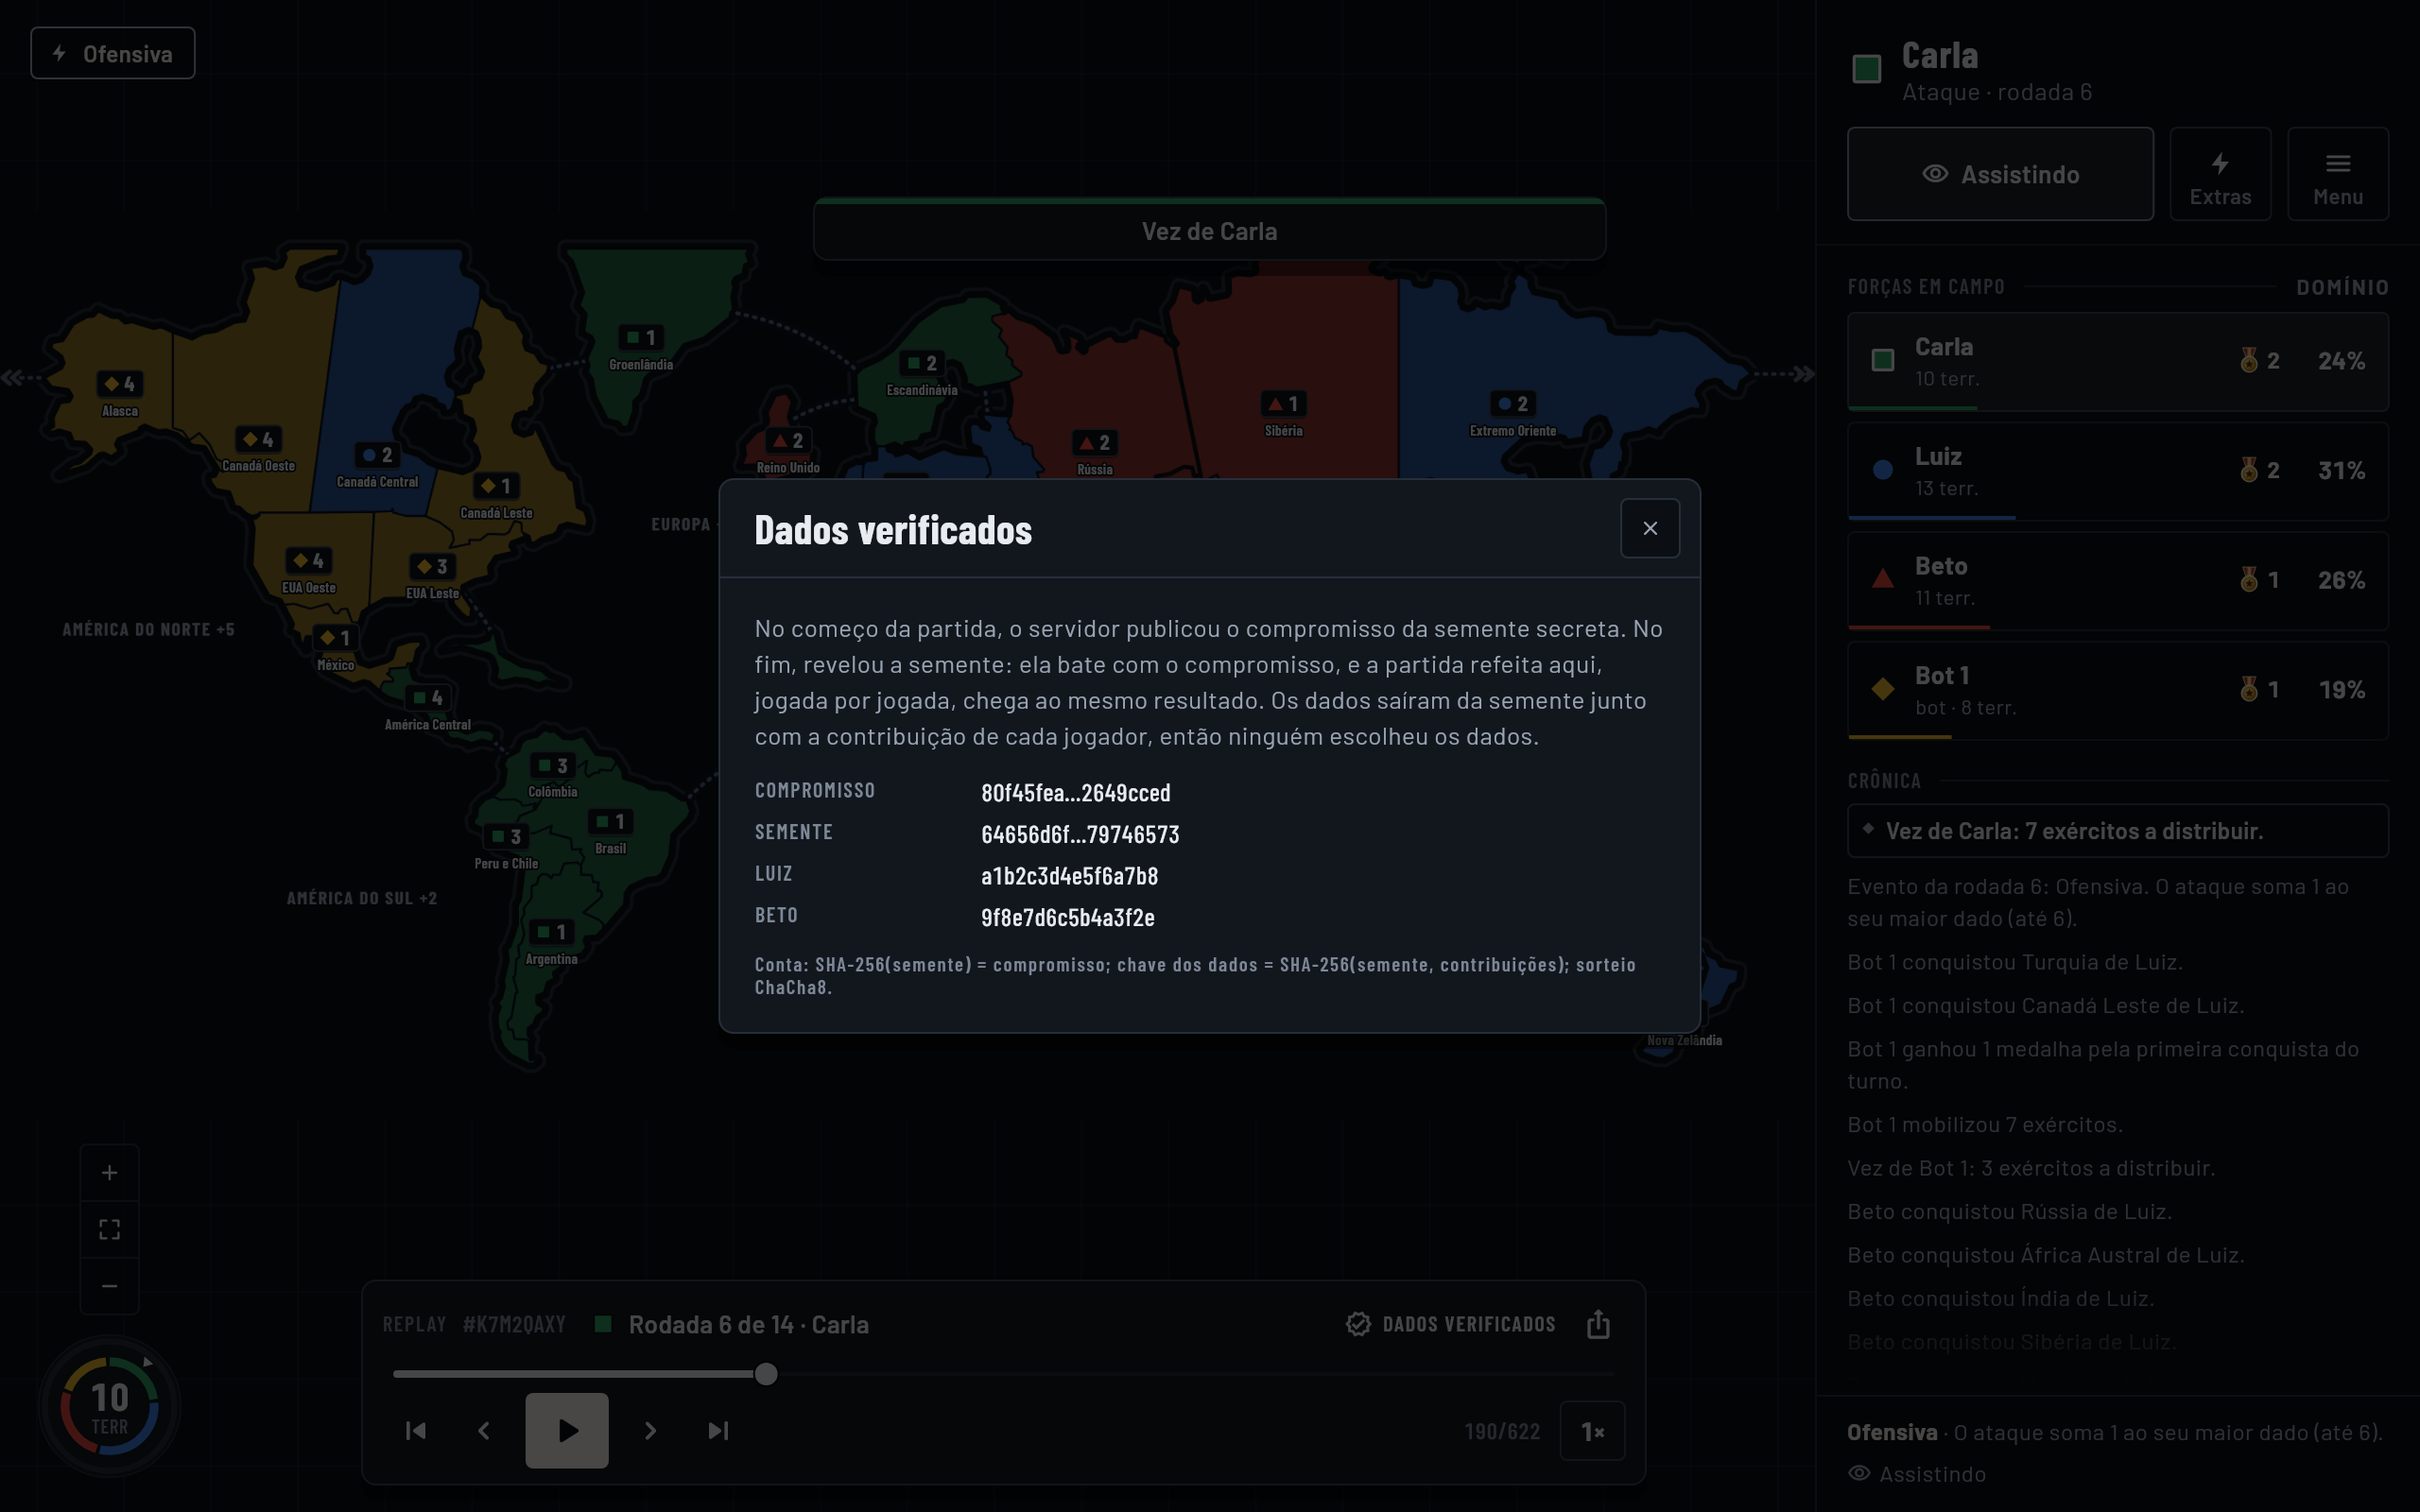 Ofensiva
Vez de Carla
1
Groenlândia
2
Escandinávia
4
Alasca
4
Canadá Oeste
2
Canadá Central
1
Canadá Leste
2
Reino Unido
2
Rússia
1
Sibéria
2
Extremo Oriente
EUROPA
4
EUA Oeste
3
EUA Leste
AMÉRICA DO NORTE +5
1
México
4
América Central
3
Colômbia
1
Brasil
3
Peru e Chile
AMÉRICA DO SUL +2
1
Argentina
Nova Zelândia
Dados verificados
No começo da partida, o servidor publicou o compromisso da semente secreta. No
fim, revelou a semente: ela bate com o compromisso, e a partida refeita aqui,
jogada por jogada, chega ao mesmo resultado. Os dados saíram da semente junto
com a contribuição de cada jogador, então ninguém escolheu os dados.
COMPROMISSO 80f45fea…2649cced
SEMENTE 64656d6f…79746573
LUIZ a1b2c3d4e5f6a7b8
BETO 9f8e7d6c5b4a3f2e
Conta: SHA-256(semente) = compromisso; chave dos dados = SHA-256(semente, contribuições); sorteio
ChaCha8.
+
−
10
TERR
REPLAY #K7M2QAXY Rodada 6 de 14 · Carla DADOS VERIFICADOS
190/622 1×
Carla
Ataque · rodada 6
Assistindo
Extras
Menu
FORÇAS EM CAMPO DOMÍNIO
Carla 2 24%
10 terr.
Luiz 2 31%
13 terr.
Beto 1 26%
11 terr.
Bot 1 1 19%
bot · 8 terr.
CRÔNICA
Vez de Carla: 7 exércitos a distribuir.
Evento da rodada 6: Ofensiva. O ataque soma 1 ao
seu maior dado (até 6).
Bot 1 conquistou Turquia de Luiz.
Bot 1 conquistou Canadá Leste de Luiz.
Bot 1 ganhou 1 medalha pela primeira conquista do
turno.
Bot 1 mobilizou 7 exércitos.
Vez de Bot 1: 3 exércitos a distribuir.
Beto conquistou Rússia de Luiz.
Beto conquistou África Austral de Luiz.
Beto conquistou Índia de Luiz.
Beto conquistou Sibéria de Luiz.
Ofensiva · O ataque soma 1 ao seu maior dado (até 6).
Assistindo